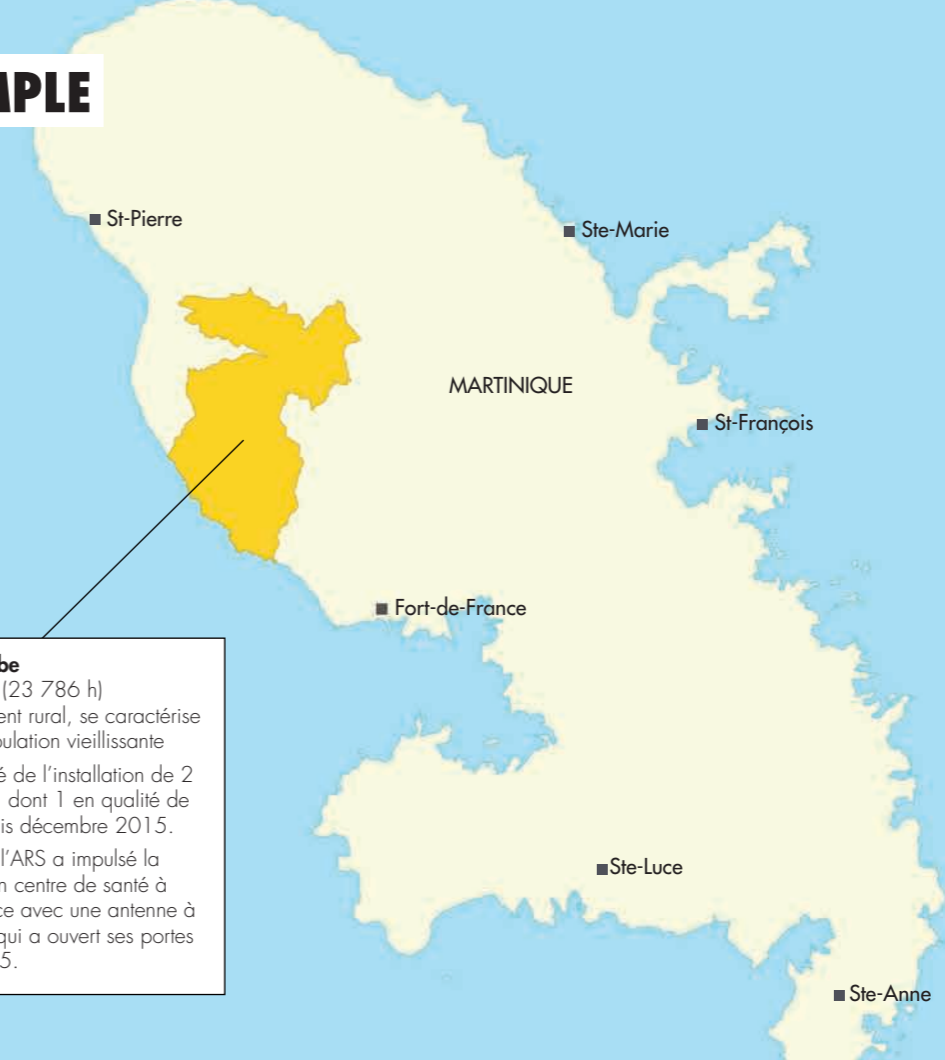 MPLE
St-Pierre
Ste-Marie
MARTINIQUE
St-François
Fort-de-France
be
(23 786 h)
ent rural, se caractérise
pulation vieillissante
é de l’installation de 2
, dont 1 en qualité de
is décembre 2015.
l’ARS a impulsé la
n centre de santé à
ce avec une antenne à
qui a ouvert ses portes
5.
Ste-Luce
Ste-Anne